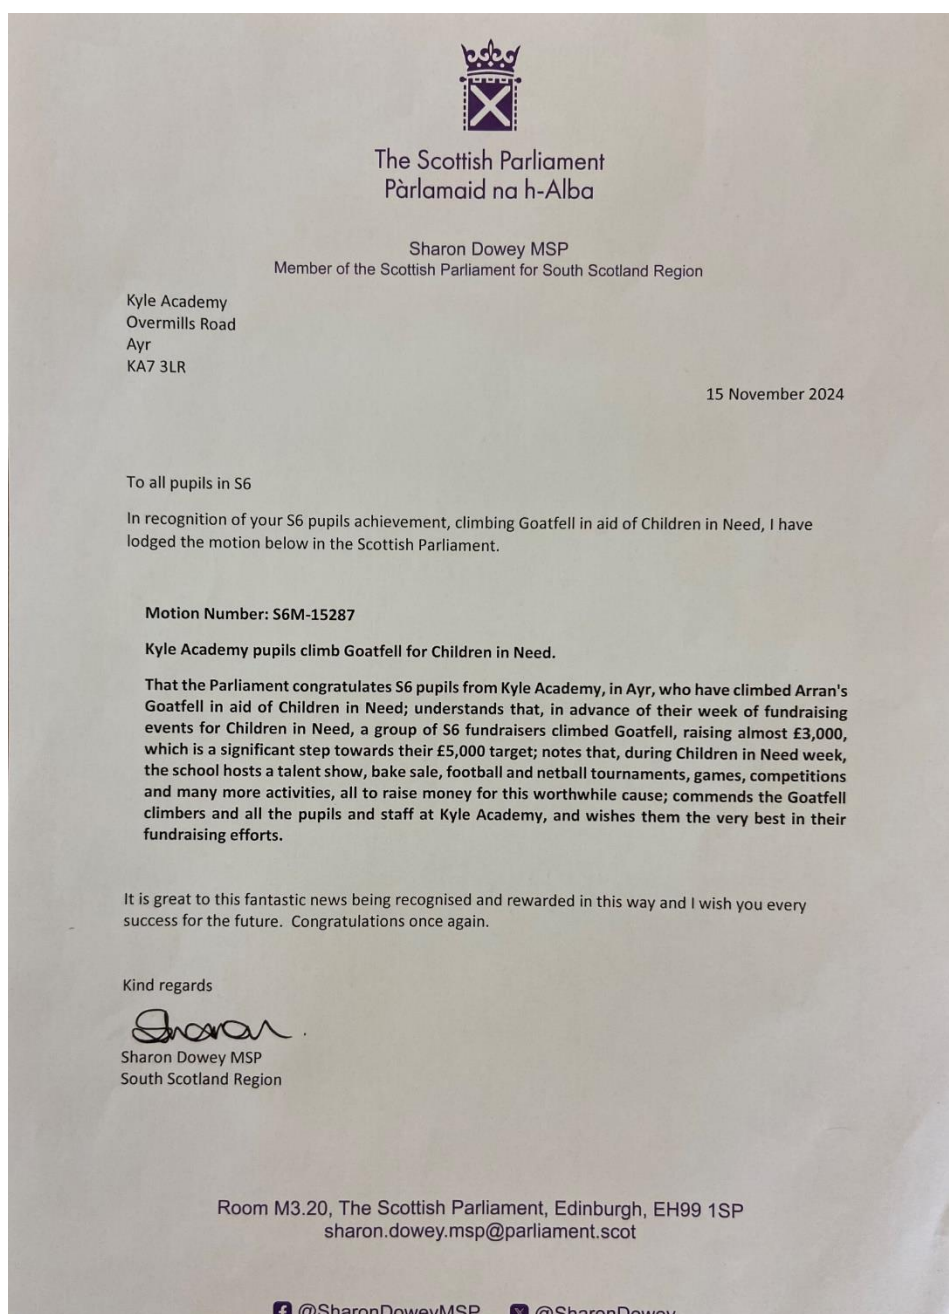 The Scottish Parliament
Pàrlamaid na h-Alba
Sharon Dowey MSP
Member of the Scottish Parliament for South Scotland Region
Kyle Academy
Overmills Road
Ayr
KA7 3LR
15 November 2024
To all pupils in S6
In recognition of your S6 pupils achievement, climbing Goatfell in aid of Children in Need, I have
lodged the motion below in the Scottish Parliament.
Motion Number: S6M-15287
Kyle Academy pupils climb Goatfell for Children in Need.
That the Parliament congratulates S6 pupils from Kyle Academy, in Ayr, who have climbed Arran's
Goatfell in aid of Children in Need; understands that, in advance of their week of fundraising
events for Children in Need, a group of S6 fundraisers climbed Goatfell, raising almost £3,000,
which is a significant step towards their £5,000 target; notes that, during Children in Need week,
the school hosts a talent show, bake sale, football and netball tournaments, games, competitions
and many more activities, all to raise money for this worthwhile cause; commends the Goatfell
climbers and all the pupils and staff at Kyle Academy, and wishes them the very best in their
fundraising efforts.
It is great to this fantastic news being recognised and rewarded in this way and I wish you every
success for the future.  Congratulations once again.
Kind regards
Sharon
Sharon Dowey MSP
South Scotland Region
Room M3.20, The Scottish Parliament, Edinburgh, EH99 1SP
sharon.dowey.msp@parliament.scot
@SharonDoweyMSP @SharonDowey